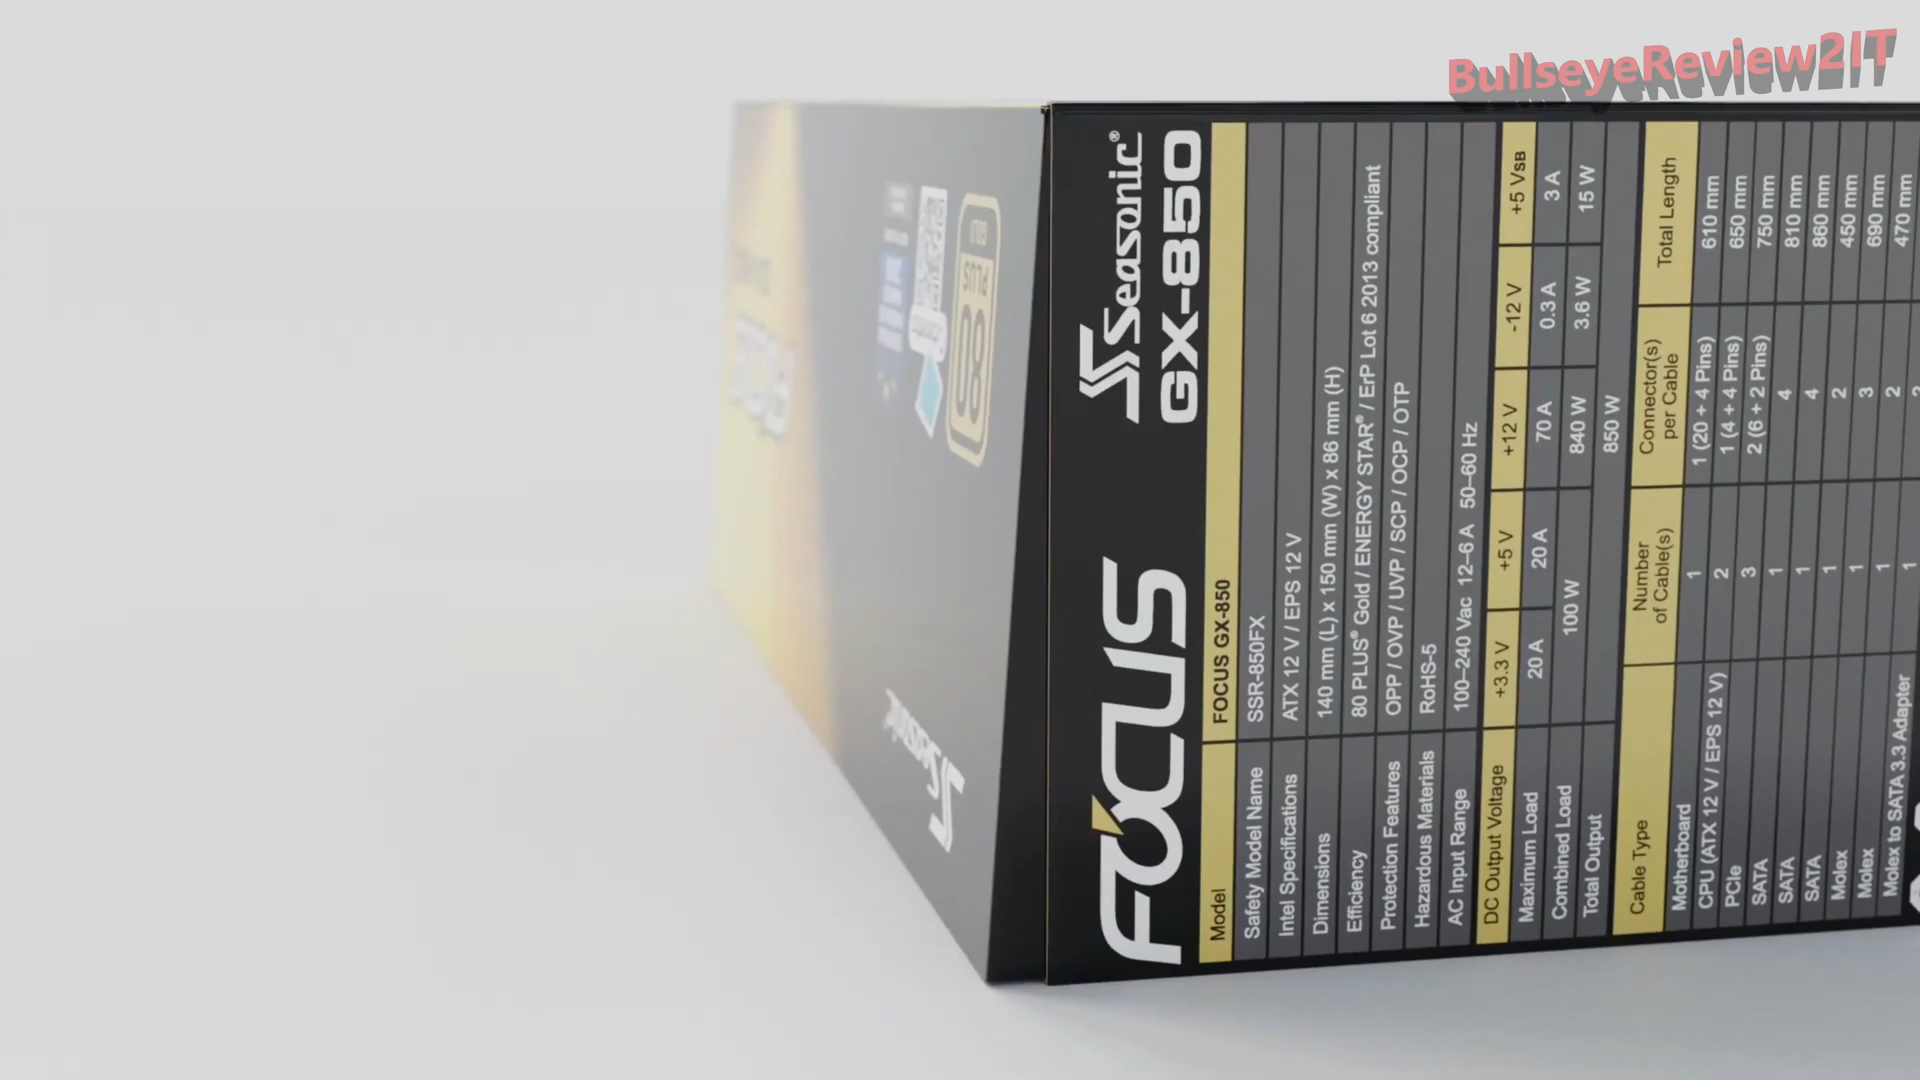 BullseyeReview2IT
FOCUS
Seasonic®
GX-850
Model FOCUS GX-850
Safety Model Name SSR-850FX
Intel Specifications ATX 12 V / EPS 12 V
Dimensions 140 mm (L) x 150 mm (W) x 86 mm (H)
Efficiency 80 PLUS® Gold / ENERGY STAR® / ErP Lot 6 2013 compliant
Protection Features OPP / OVP / UVP / SCP / OCP / OTP
Hazardous Materials RoHS-5
AC Input Range 100–240 Vac 12–6 A 50–60 Hz
DC Output Voltage +3.3 V +5 V +12 V -12 V +5 VSB
Maximum Load 20 A 20 A 70 A 0.3 A 3 A
Combined Load 100 W 840 W 3.6 W 15 W
Total Output 850 W
Cable Type Number of Cable(s) Connector(s) per Cable Total Length
Motherboard 1 1 (20 + 4 Pins) 610 mm
CPU (ATX 12 V / EPS 12 V) 2 1 (4 + 4 Pins) 650 mm
PCIe 3 2 (6 + 2 Pins) 750 mm
SATA 1 4 810 mm
SATA 1 4 860 mm
SATA 1 2 450 mm
Molex 1 3 690 mm
Molex 1 2 470 mm
Molex to SATA 3.3 Adapter 1
80
PLUS
GOLD
Seasonic